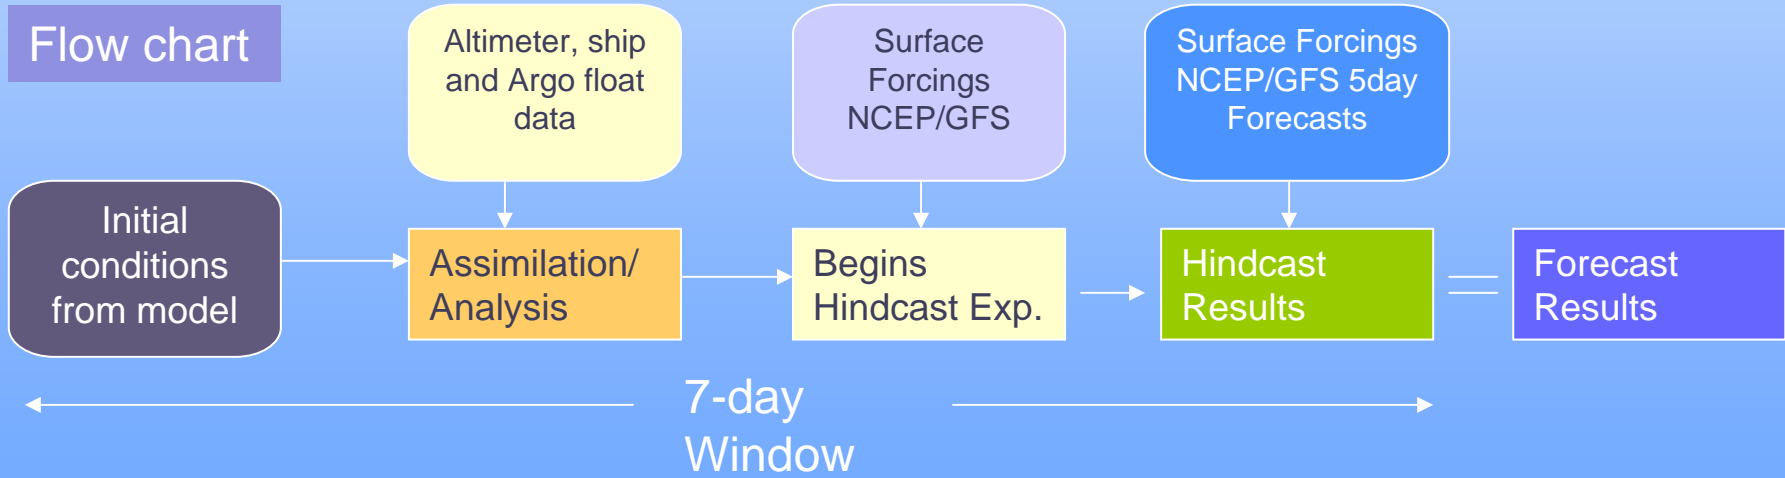 Flow chart
Altimeter, ship
and Argo float
data
Surface
Forcings
NCEP/GFS
Surface Forcings
NCEP/GFS 5day
Forecasts
Initial
conditions
from model
Assimilation/
Analysis
Begins
Hindcast Exp.
Hindcast
Results
Forecast
Results
7-day
Window